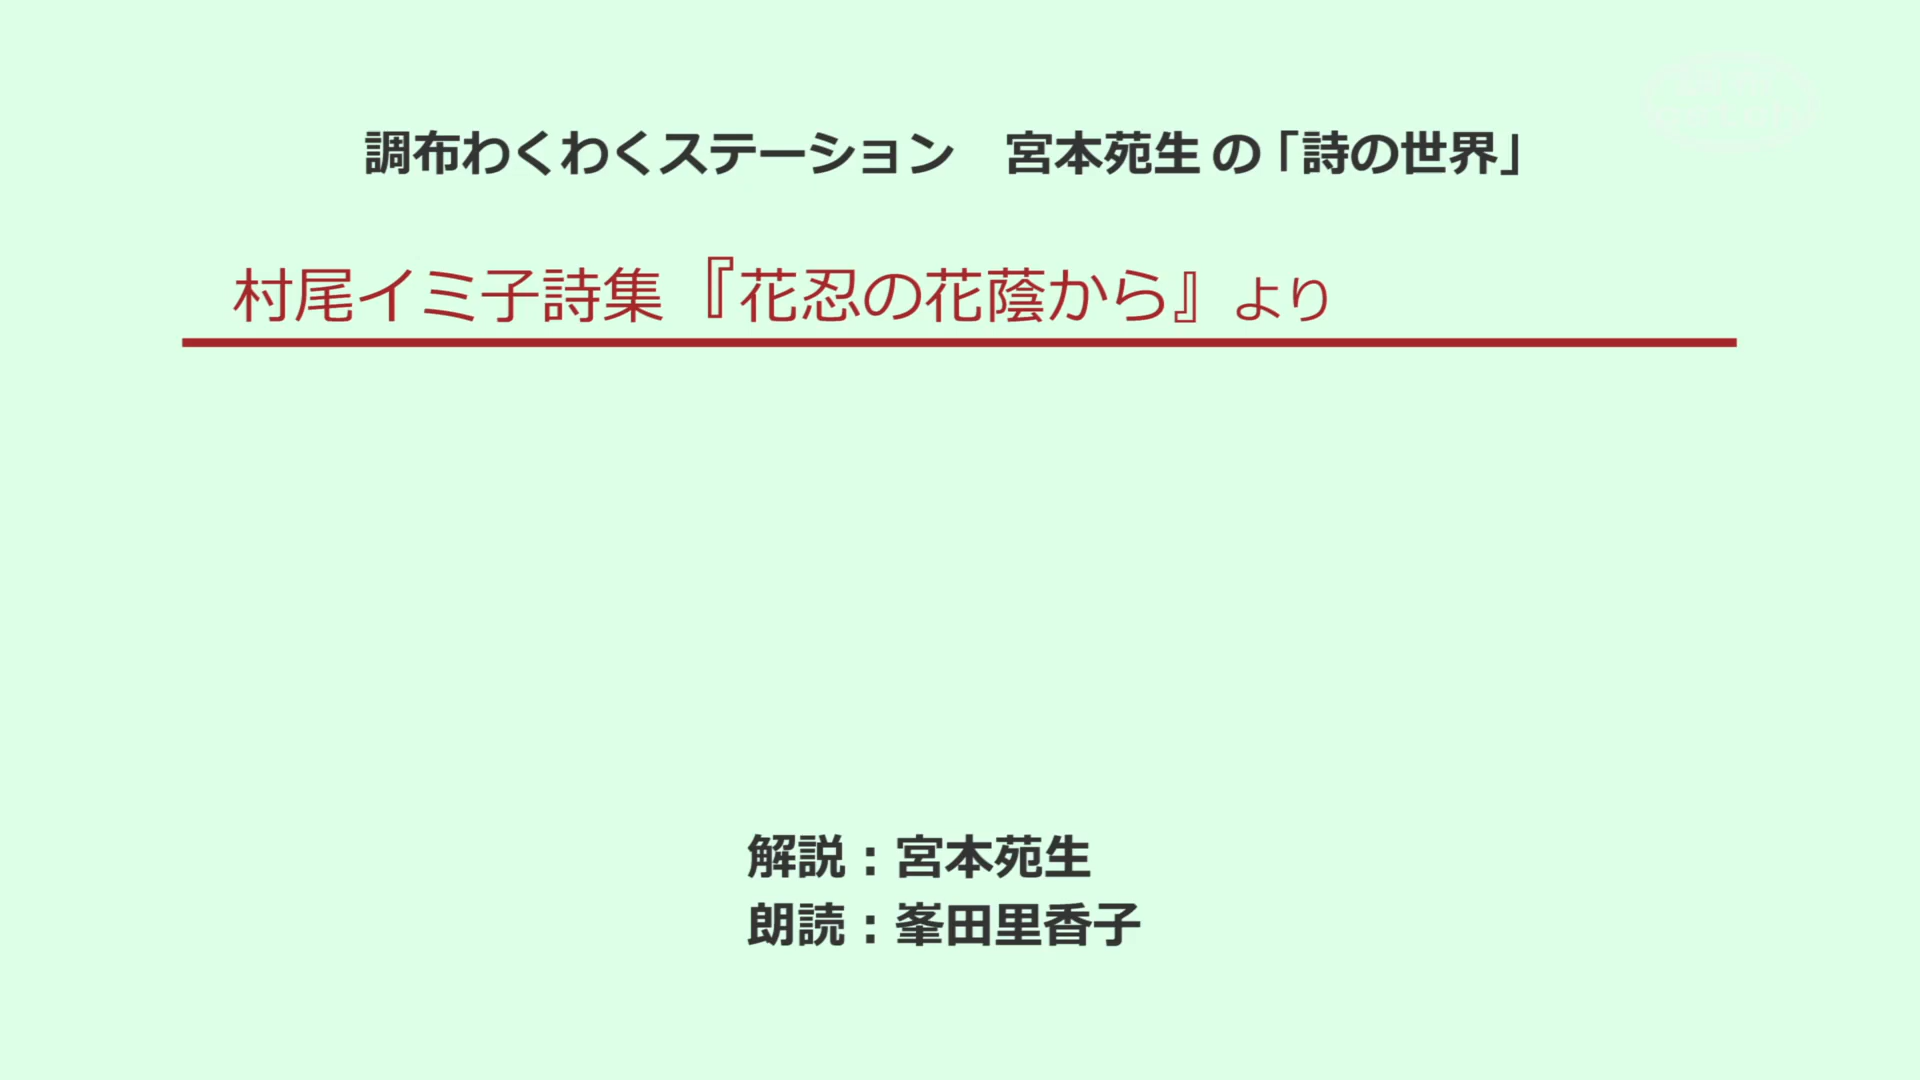 調布わくわくステーション　宮本苑生の「詩の世界」
村尾イミ子詩集『花忍の花蔭から』より
解説：宮本苑生
朗読：峯田里香子